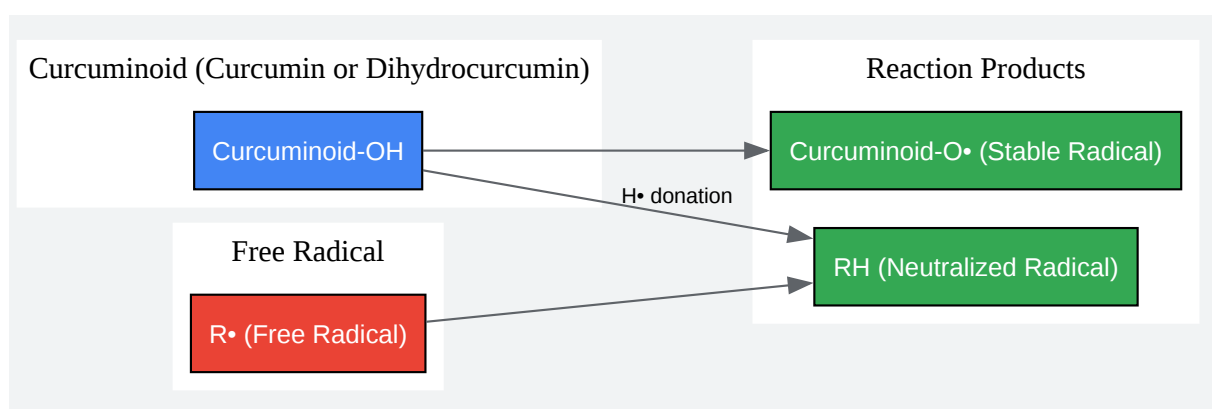 Curcuminoid (Curcumin or Dihydrocurcumin)
Curcuminoid-OH
Free Radical
R• (Free Radical)
H• donation
Reaction Products
Curcuminoid-O• (Stable Radical)
RH (Neutralized Radical)